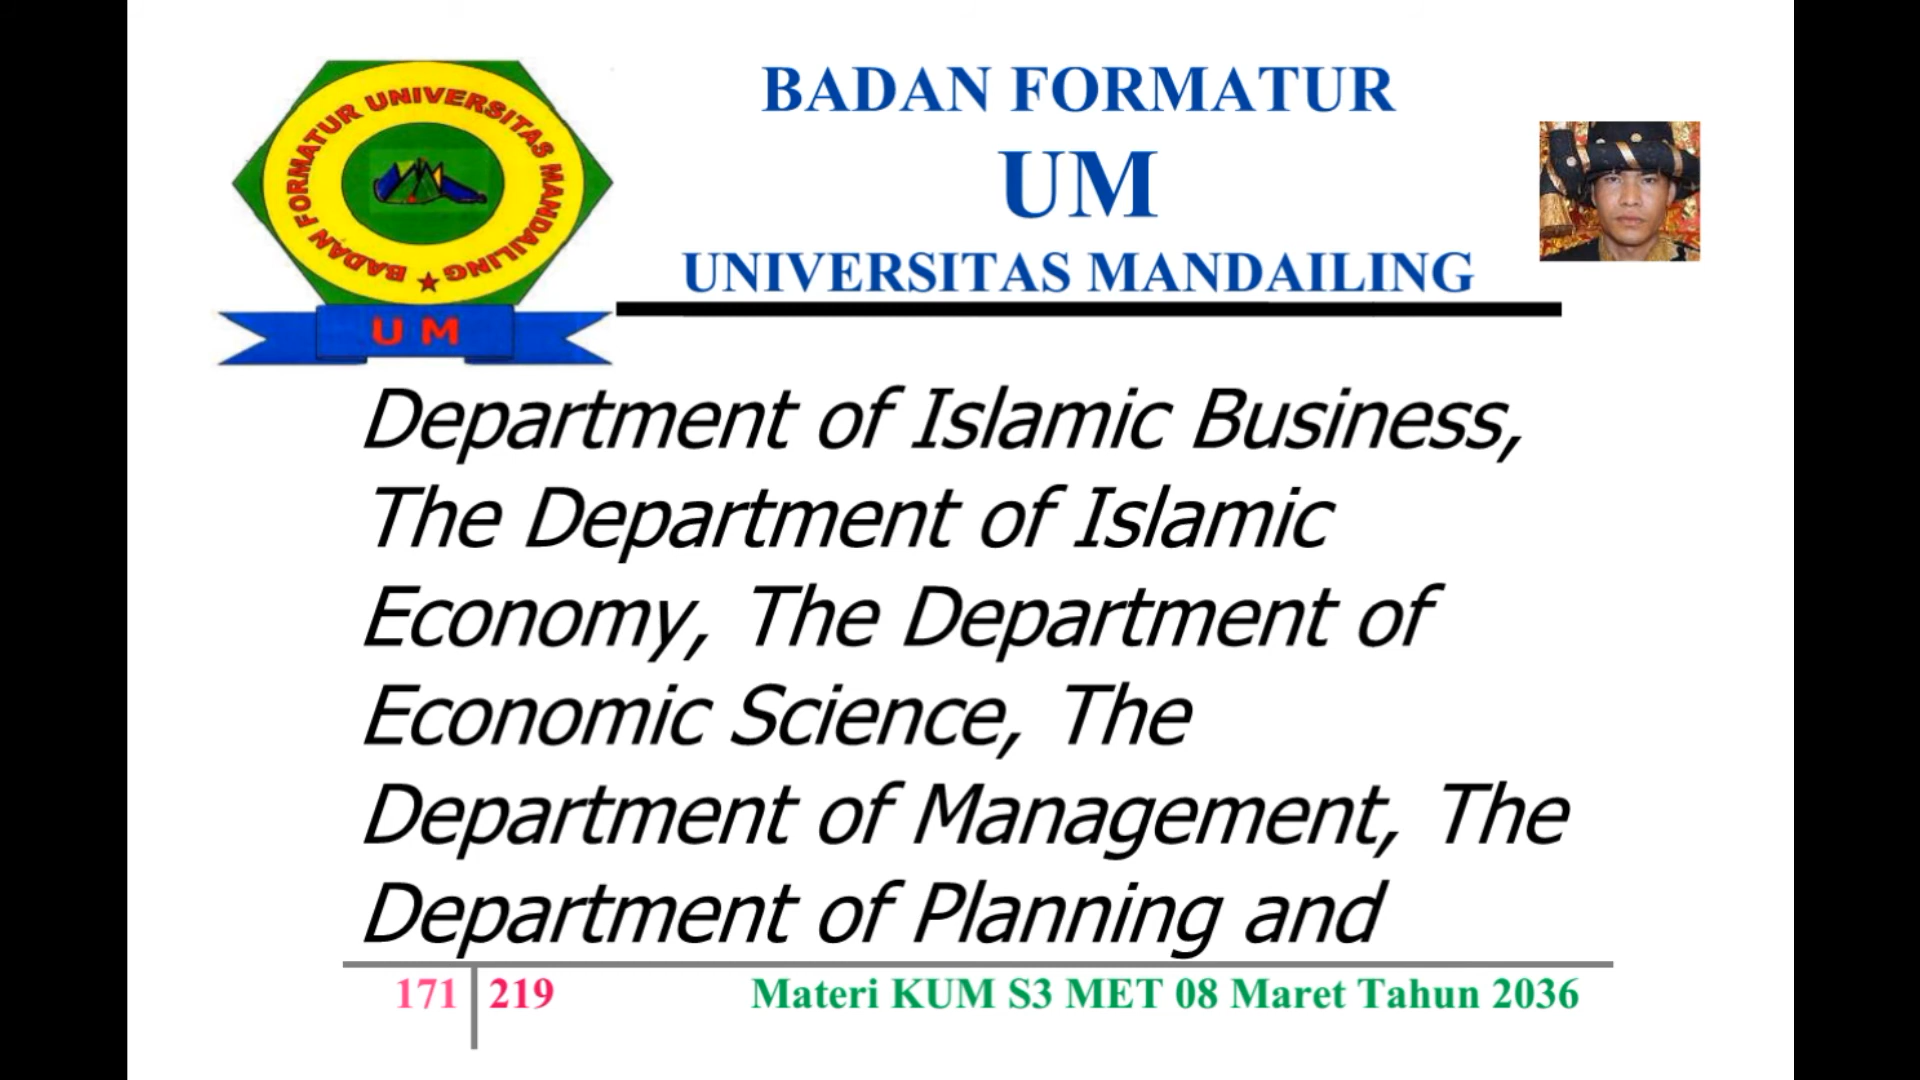 BADAN FORMATUR UNIVERSITAS MANDAILING
U M
BADAN FORMATUR
UM
UNIVERSITAS MANDAILING
Department of Islamic Business,
The Department of Islamic
Economy, The Department of
Economic Science, The
Department of Management, The
Department of Planning and
171 219 Materi KUM S3 MET 08 Maret Tahun 2036